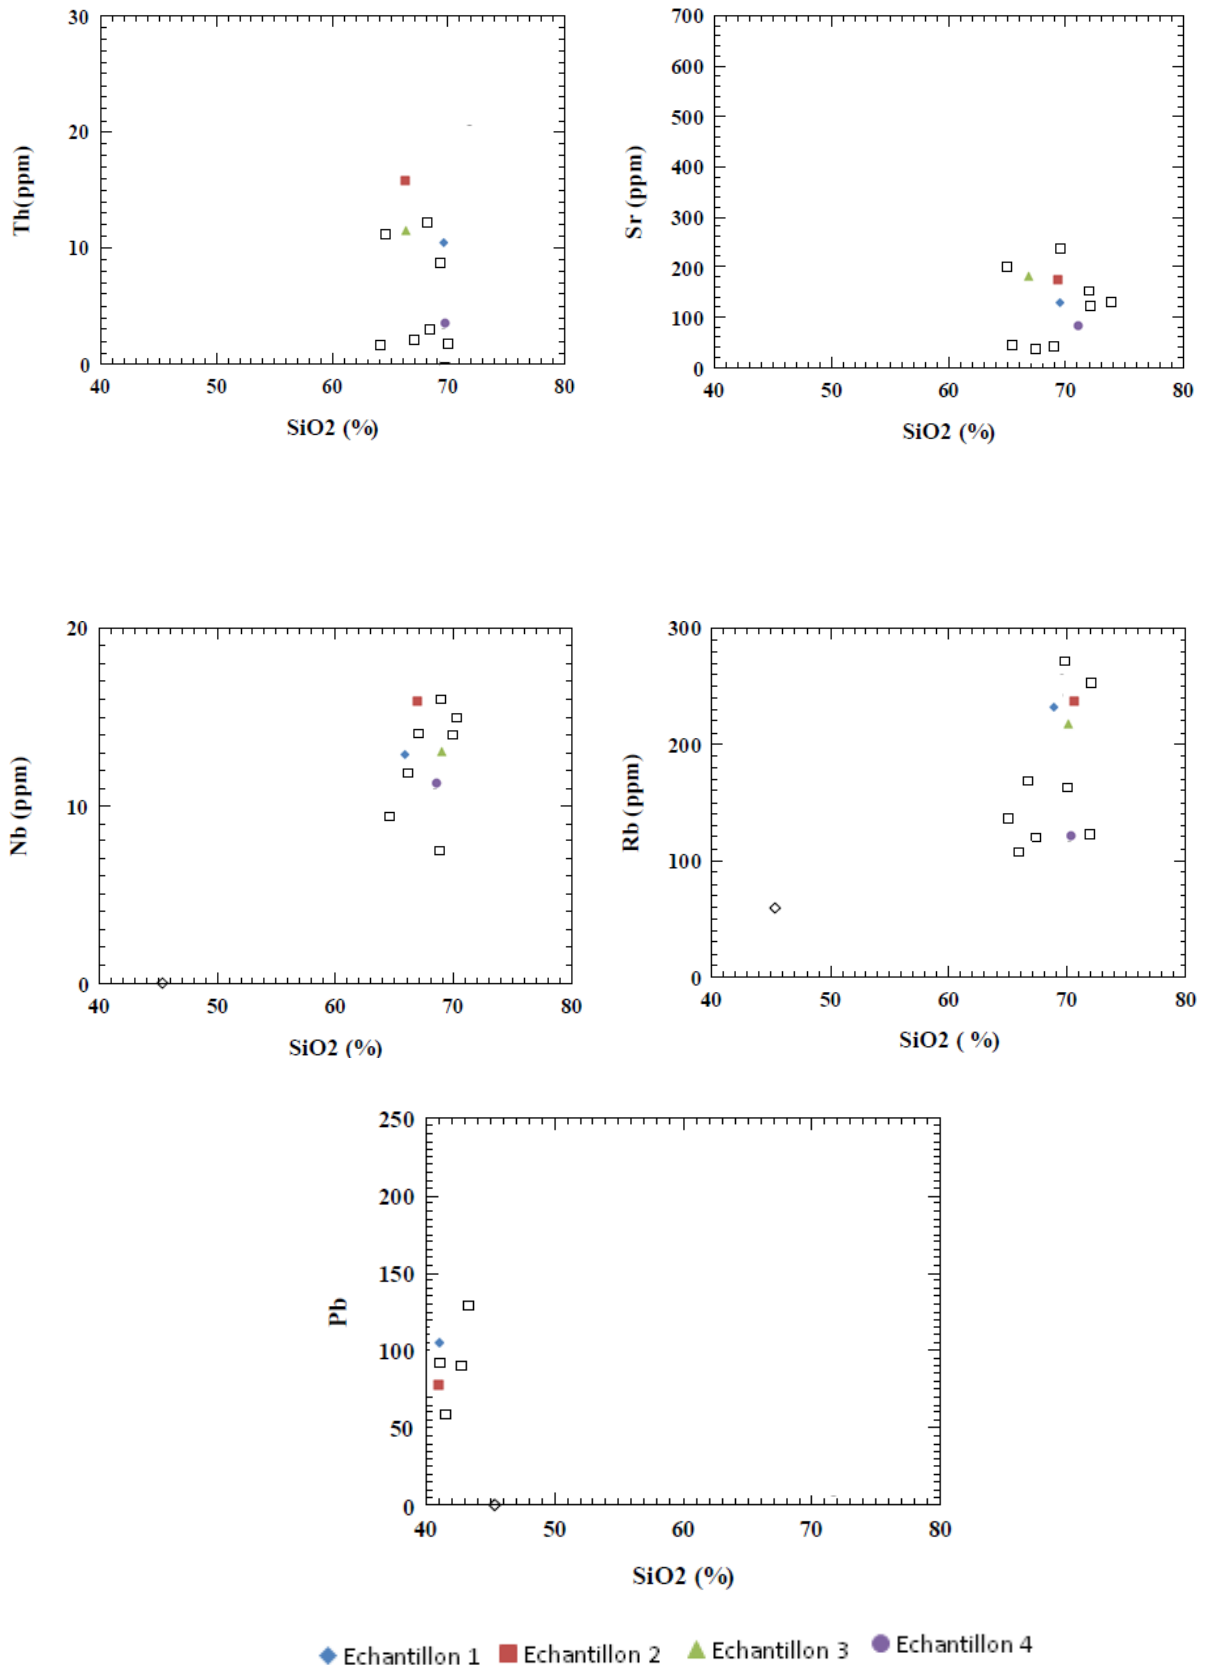 30
20
10
0
Th(ppm)
40 50 60 70 80
SiO2 (%)
700
600
500
400
300
200
100
0
Sr (ppm)
40 50 60 70 80
SiO2 (%)
20
10
0
Nb (ppm)
40 50 60 70 80
SiO2 (%)
300
200
100
0
Rb (ppm)
40 50 60 70 80
SiO2 ( %)
250
200
150
100
50
0
Pb
40 50 60 70 80
SiO2 (%)
Echantillon 1 Echantillon 2 Echantillon 3 Echantillon 4